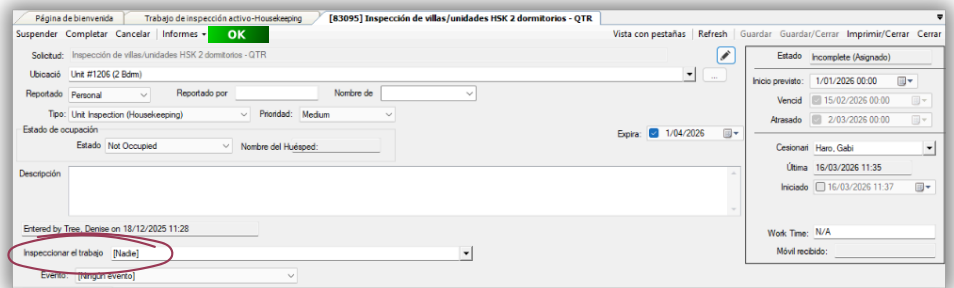 Página de bienvenida Trabajo de inspección activo-Housekeeping [83095] Inspección de villas/unidades HSK 2 dormitorios - QTR
Suspender Completar Cancelar Informes OK Vista con pestañas Refresh Guardar Guardar/Cerrar Imprimir/Cerrar Cerrar
Solicitud: Inspección de villas/unidades HSK 2 domitorios - QTR
Estado Incomplete (Asignado)
Ubicació Unit #1206 (2 Bdrm) ...
Inicio previsto: 1/01/2026 00:00
Reportado Personal Reportado por Nombre de
Vencid 15/02/2026 00:00
Tipo: Unit Inspection (Housekeeping) Prioridad: Medium
Atrasado 2/03/2026 00:00
Estado de ocupación
Expira: 1/04/2026
Estado Not Occupied Nombre del Huésped:
Cesionari Haro, Gabi
Última 16/03/2026 11:35
Descripción
Iniciado 16/03/2026 11:37
Entered by Tree, Denise on 18/12/2025 11:28
Work Time: N/A
Inspeccionar el trabajo [Nadie]
Móvil recibido:
Evento: [Ningún evento]